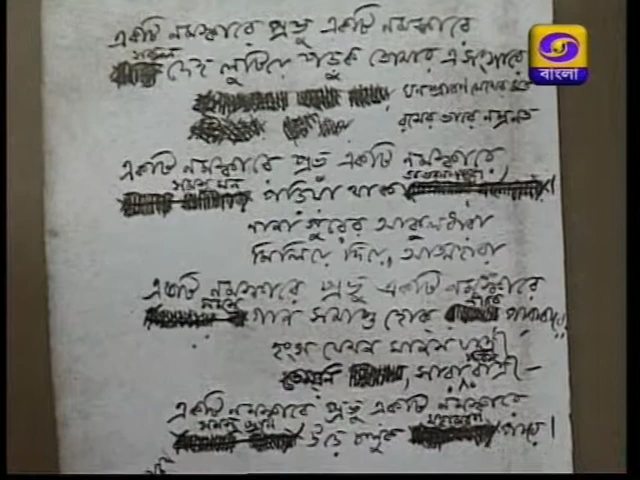 একটি নমস্কারে প্রভু একটি নমস্কারে
সকল
দেহ লুটিয়ে পড়ুক তোমার এ সংসারে
ঘন শ্রাবণ মেঘের মত
রসের ভারে নম্র নত
একটি নমস্কারে প্রভু একটি নমস্কারে
সমস্ত মন পড়িয়া থাক
নানা সুরের আকুল ধারা
মিলিয়ে দিয়ে, আত্মহারা
একটি নমস্কারে প্রভু একটি নমস্কারে
সমস্ত গান সমাপ্ত হোক
হংস যেমন মানস যাত্রী
তেমনি, সারা রাত্রি —
একটি নমস্কারে প্রভু একটি নমস্কারে
সমস্ত প্রাণ উড়ে চলুক
বাংলা